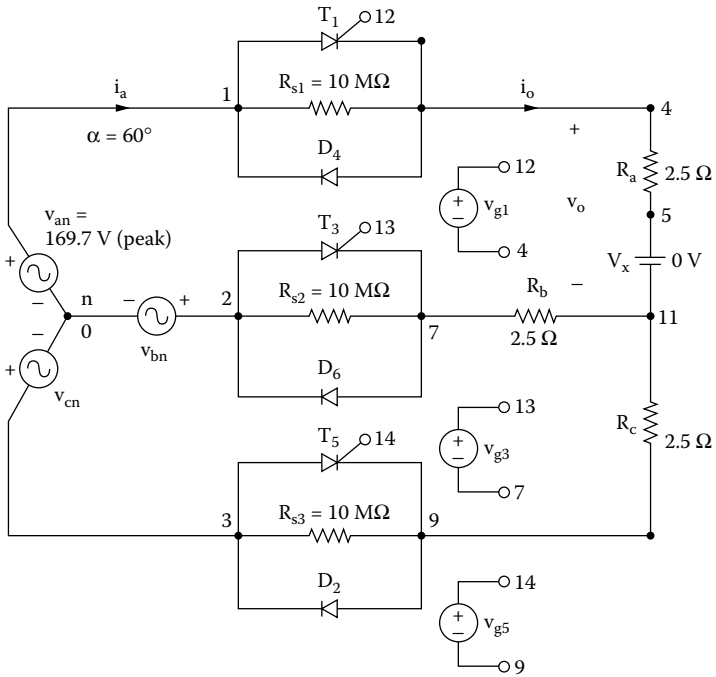 T1 12
ia 1 Rs1 = 10 MΩ io 4
α = 60° +
D4 Ra 2.5 Ω
12
+ − vg1 vo
van =
169.7 V (peak) T3 13 5
4 Vx 0 V
+ − n − + 2 Rs2 = 10 MΩ Rb −
0 7 2.5 Ω 11
− vbn
+ D6
vcn
13
T5 14 + − vg3 Rc 2.5 Ω
7
3 Rs3 = 10 MΩ 9
D2 14
+ − vg5
9